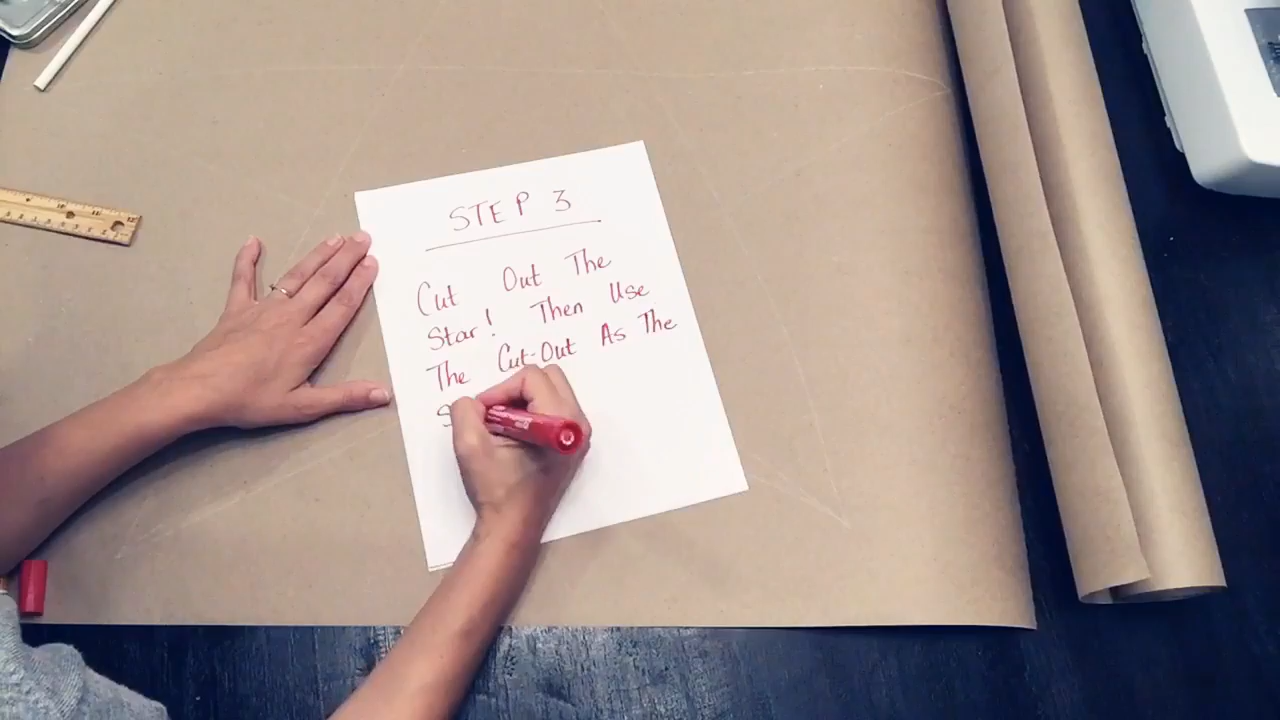 STEP 3
Cut Out The
Star! Then Use
The Cut-Out As The
S